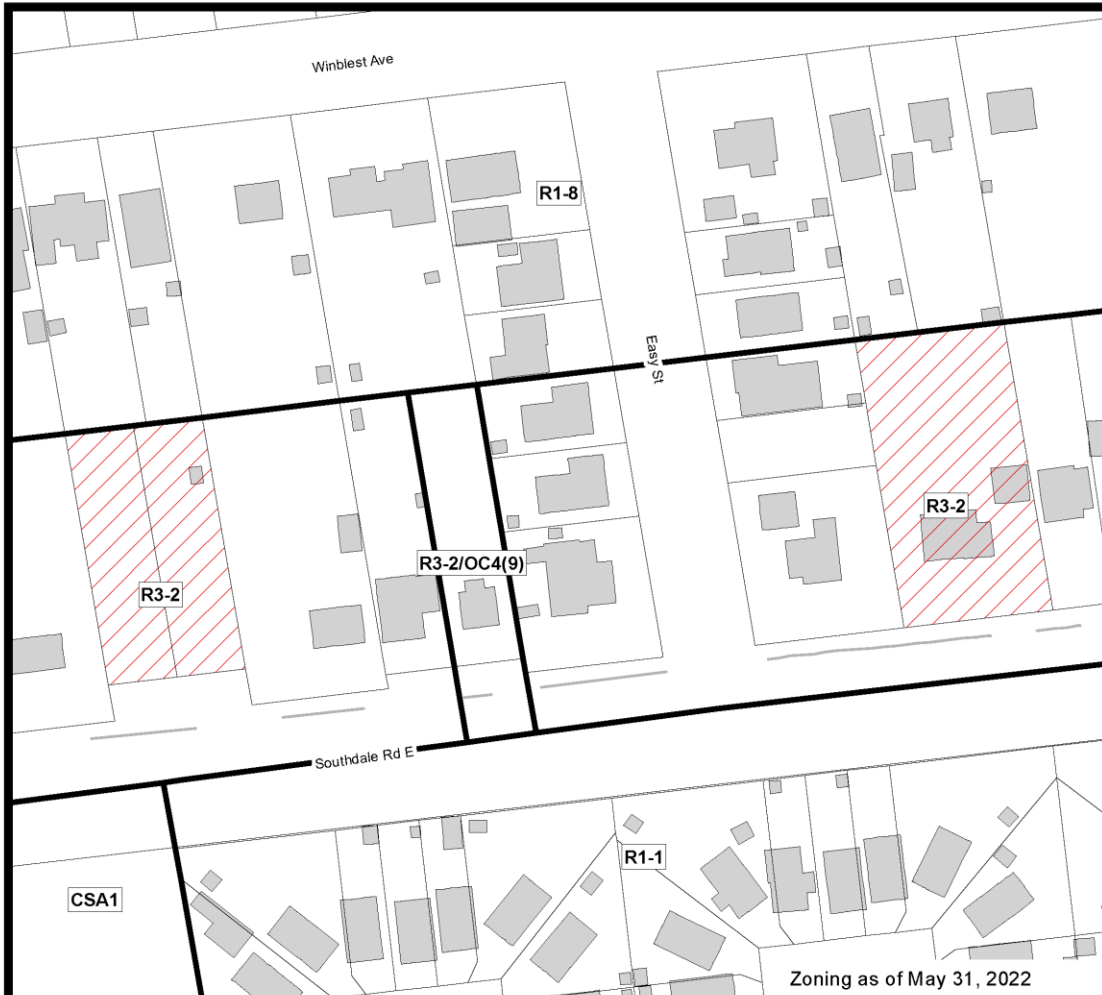 Winblest Ave
R1-8
Easy St
R3-2
R3-2/OC4(9)
R3-2
Southdale Rd E
R1-1
CSA1
Zoning as of May 31, 2022